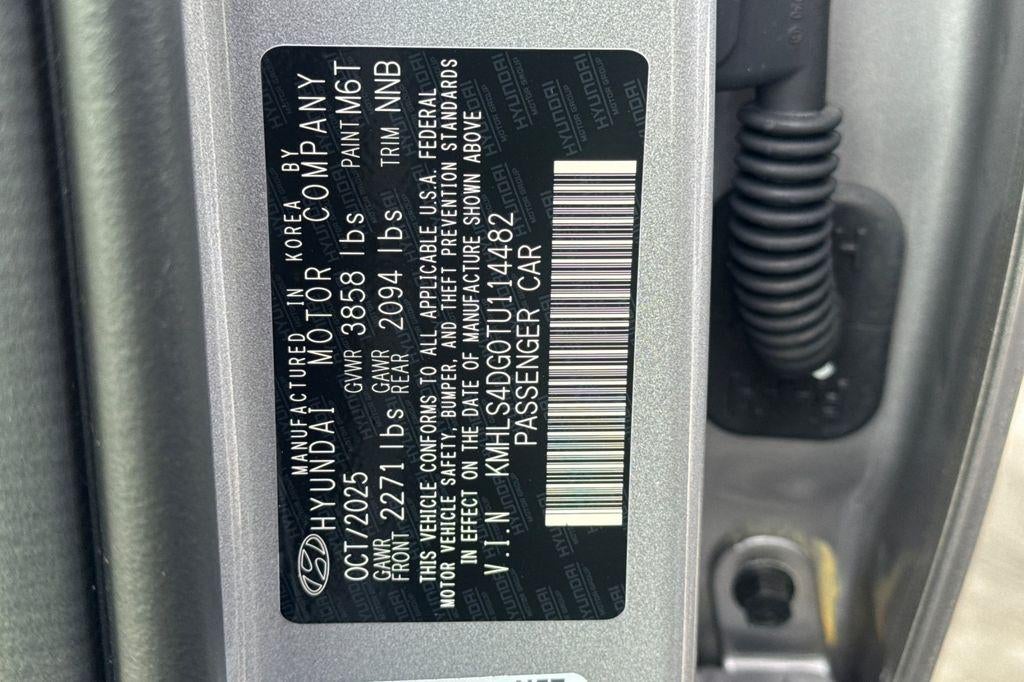 MANUFACTURED IN KOREA BY
HYUNDAI MOTOR COMPANY
OCT/2025 GVWR 3858 lbs PAINT M6T
GAWR FRONT 2271 lbs GAWR REAR 2094 lbs TRIM NNB
THIS VEHICLE CONFORMS TO ALL APPLICABLE U.S.A. FEDERAL
MOTOR VEHICLE SAFETY, BUMPER, AND THEFT PREVENTION STANDARDS
IN EFFECT ON THE DATE OF MANUFACTURE SHOWN ABOVE
V.I.N KMHLS4DG0TU114482
PASSENGER CAR